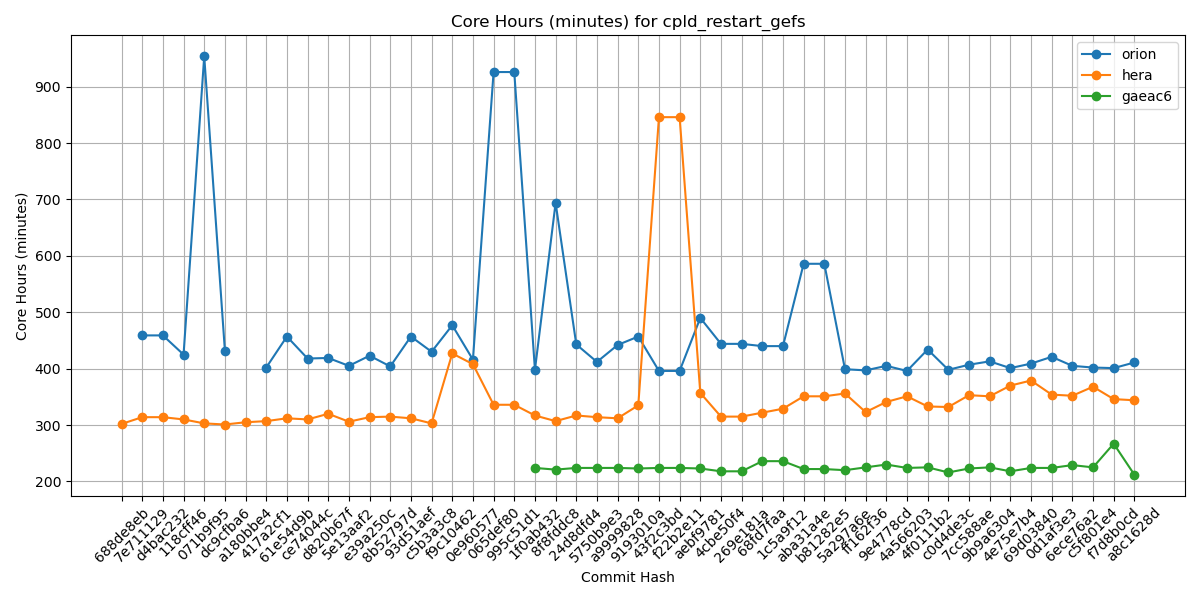 Core Hours (minutes) for cpld_restart_gefs
orion
hera
gaeac6
Core Hours (minutes)
900
800
700
600
500
400
300
200
688de8eb
7e711129
d4bac232
118cff46
071b9f95
dc9cfba6
a180bbe4
417a2cf1
61e54d9b
ce74044c
d820b67f
5e13aaf2
e39a250c
8b52797d
93d51aef
c5b3a3c8
f9c10462
0e960577
065def80
995c51d1
1f0ab432
8f8fdfdc8
24d8dfd4
5750b9e3
a9999828
9193010a
43f253bd
f22b2e11
aebf9781
4cbe50f4
269e181a
68fd7faa
1c5a9f12
aba31a4e
b81282e5
5a297a6e
ff162f36
9e4778cd
4a566203
4f011b2
c0d4de3c
7cc588ae
9b9a6304
4e75e7b4
69d03840
0d1af3e3
6ece76a2
c5f801e4
f7d8b0cd
a8c1628d
Commit Hash